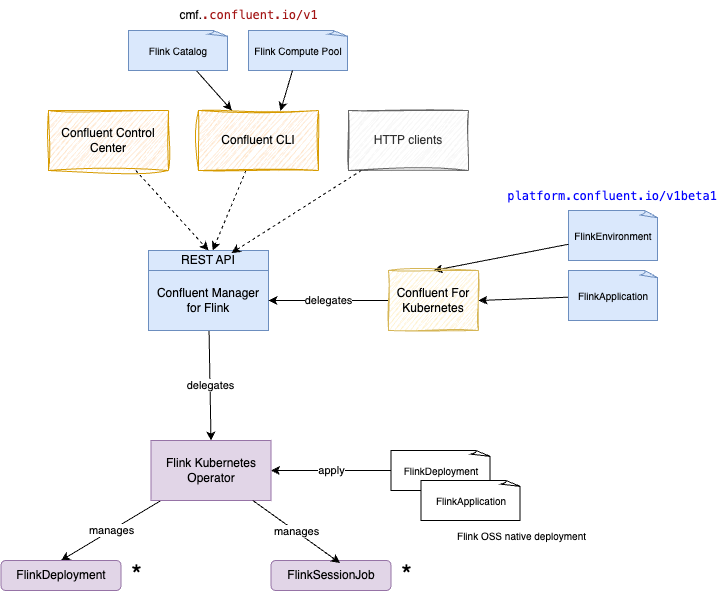 cmf..confluent.io/v1
Flink Catalog
Flink Compute Pool
Confluent Control
Center
Confluent CLI
HTTP clients
platform.confluent.io/v1beta1
FlinkEnvironment
REST API
Confluent Manager
for Flink
delegates
Confluent For
Kubernetes
FlinkApplication
delegates
Flink Kubernetes
Operator
apply
FlinkDeployment
FlinkApplication
Flink OSS native deployment
manages
manages
FlinkDeployment
*
FlinkSessionJob
*